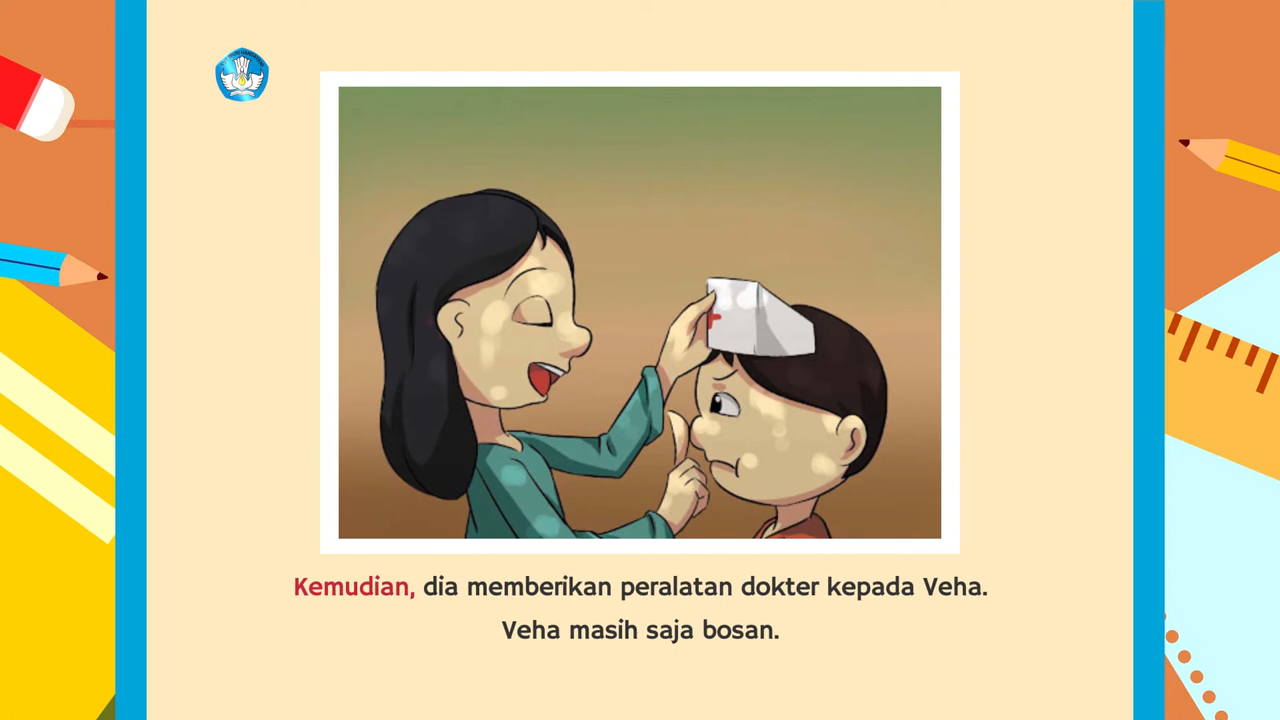 Kemudian, dia memberikan peralatan dokter kepada Veha.
Veha masih saja bosan.